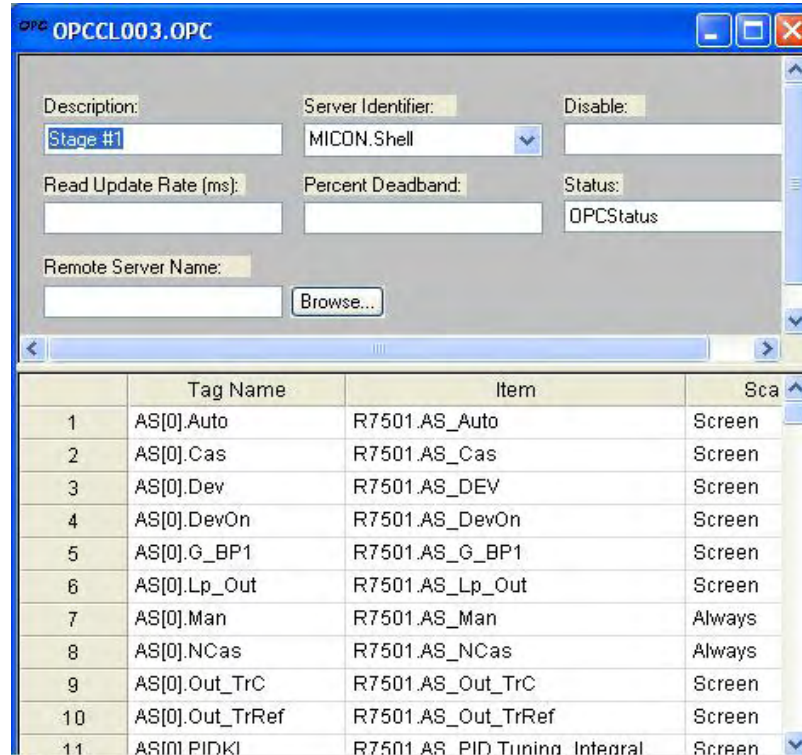 OPC OPCCL003.OPC
Description: Server Identifier: Disable:
Stage #1 MICON.Shell
Read Update Rate (ms): Percent Deadband: Status:
OPCStatus
Remote Server Name:
Browse...
Tag Name Item Sca
1 AS[0].Auto R7501.AS_Auto Screen
2 AS[0].Cas R7501.AS_Cas Screen
3 AS[0].Dev R7501.AS_DEV Screen
4 AS[0].DevOn R7501.AS_DevOn Screen
5 AS[0].G_BP1 R7501.AS_G_BP1 Screen
6 AS[0].Lp_Out R7501.AS_Lp_Out Screen
7 AS[0].Man R7501.AS_Man Always
8 AS[0].NCas R7501.AS_NCas Always
9 AS[0].Out_TrC R7501.AS_Out_TrC Screen
10 AS[0].Out_TrRef R7501.AS_Out_TrRef Screen
11 R7501.AS_PID Tuning_Integral Screen